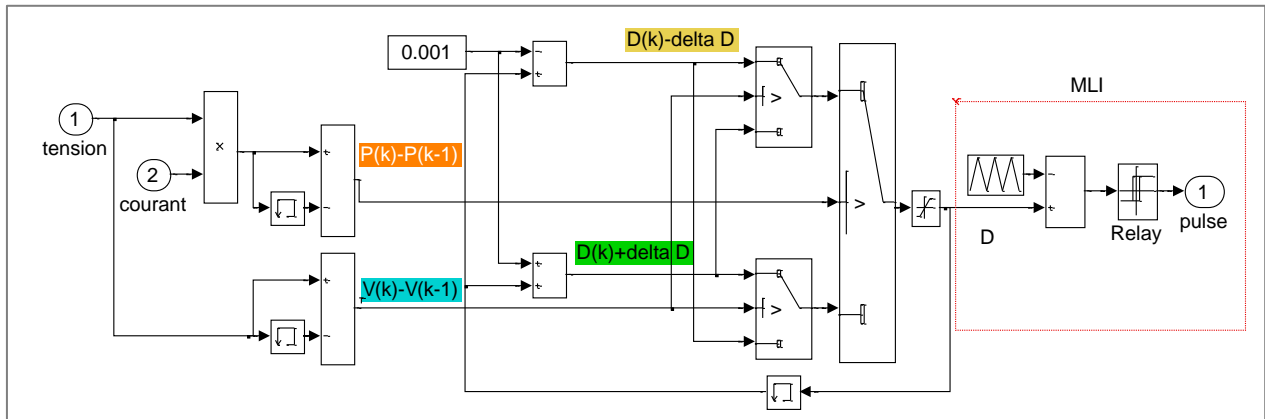 0.001
D(k)-delta D
MLI
1
tension
×
P(k)-P(k-1)
2
courant
>
>
D(k)+delta D
V(k)-V(k-1)
>
D
Relay
1
pulse